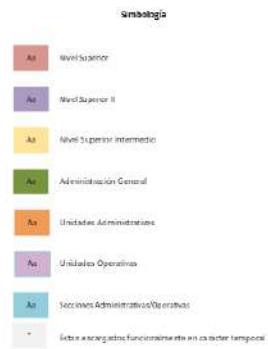 Simbología
Aa Nivel Superior
Aa Nivel Superior II
Aa Nivel Superior Intermedio
Aa Administración General
Aa Unidades Administrativas
Aa Unidades Operativas
Aa Secciones Administrativas/Operativas
* Están encargados funcionalmente en carácter temporal